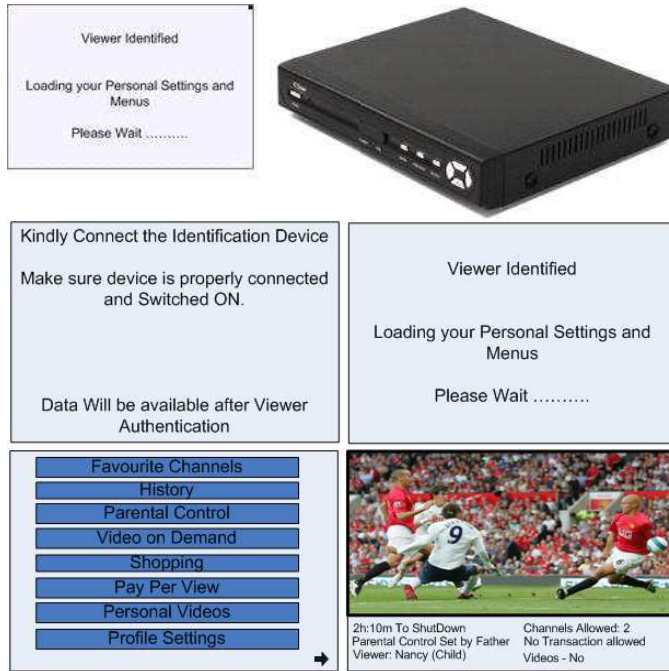 Viewer Identified
Loading your Personal Settings and
Menus
Please Wait ..........
Kindly Connect the Identification Device
Make sure device is properly connected
and Switched ON.
Data Will be available after Viewer
Authentication
Viewer Identified
Loading your Personal Settings and
Menus
Please Wait ..........
Favourite Channels
History
Parental Control
Video on Demand
Shopping
Pay Per View
Personal Videos
Profile Settings
9
2h:10m To ShutDown
Parental Control Set by Father
Viewer: Nancy (Child)
Channels Allowed: 2
No Transaction allowed
Videos - No